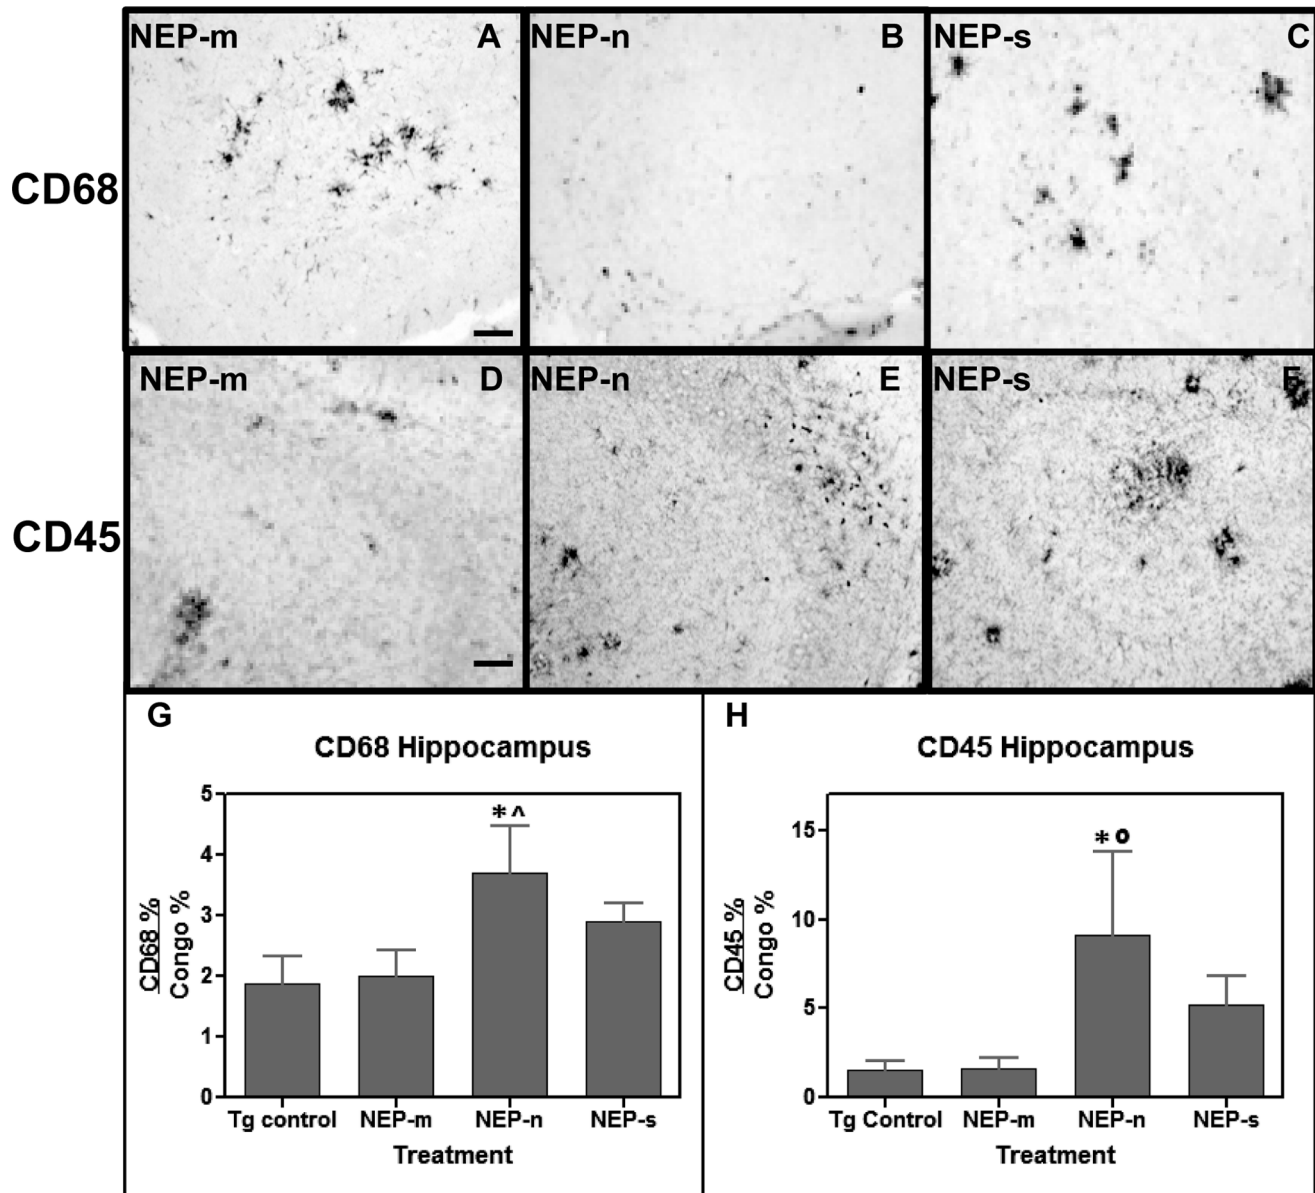 NEP-m A NEP-n B NEP-s C
CD68
NEP-m D NEP-n E NEP-s F
CD45
G
CD68 Hippocampus
CD68 %
Congo %
5
4
3
2
1
0
*^
Tg control NEP-m NEP-n NEP-s
Treatment
H
CD45 Hippocampus
CD45 %
Congo %
15
10
5
0
*o
Tg Control NEP-m NEP-n NEP-s
Treatment